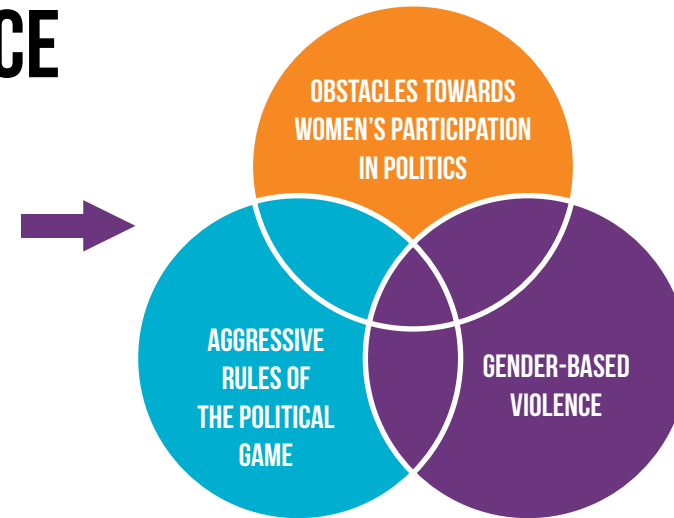 CE
OBSTACLES TOWARDS
WOMEN'S PARTICIPATION
IN POLITICS
AGGRESSIVE
RULES OF
THE POLITICAL
GAME
GENDER-BASED
VIOLENCE